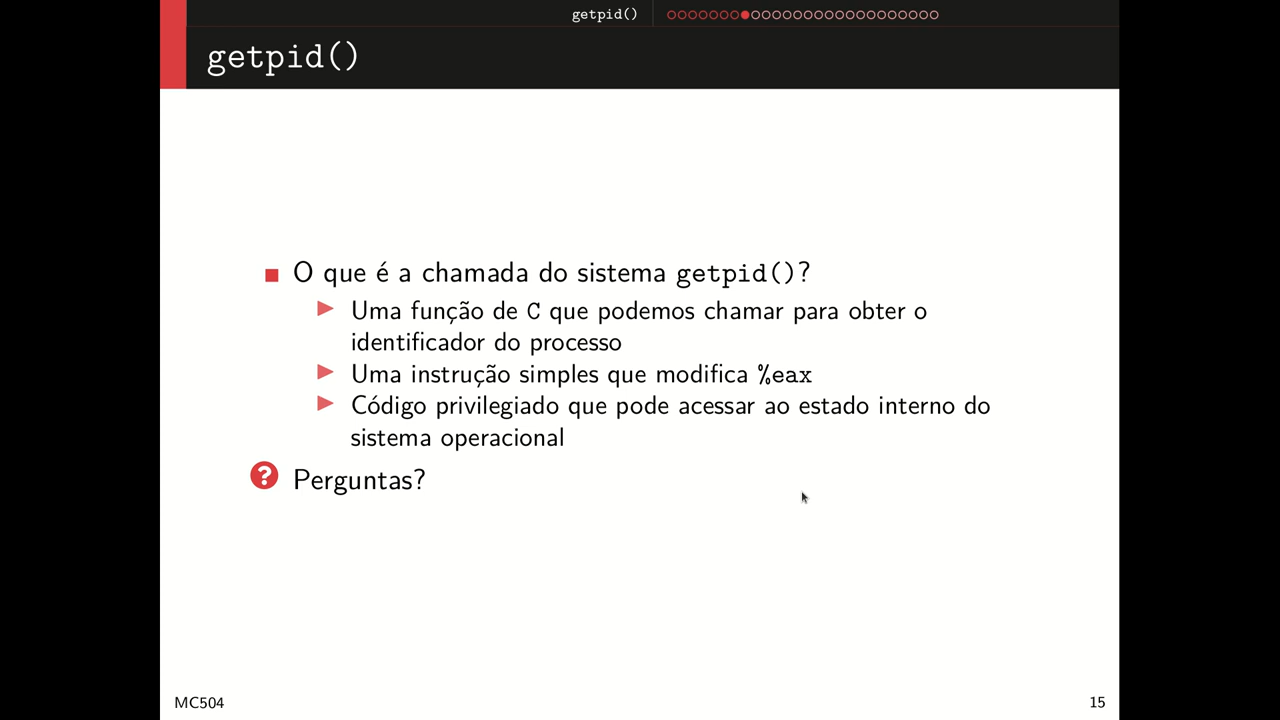 getpid()
getpid()
O que é a chamada do sistema getpid()?
Uma função de C que podemos chamar para obter o
identificador do processo
Uma instrução simples que modifica %eax
Código privilegiado que pode acessar ao estado interno do
sistema operacional
? Perguntas?
MC504
15